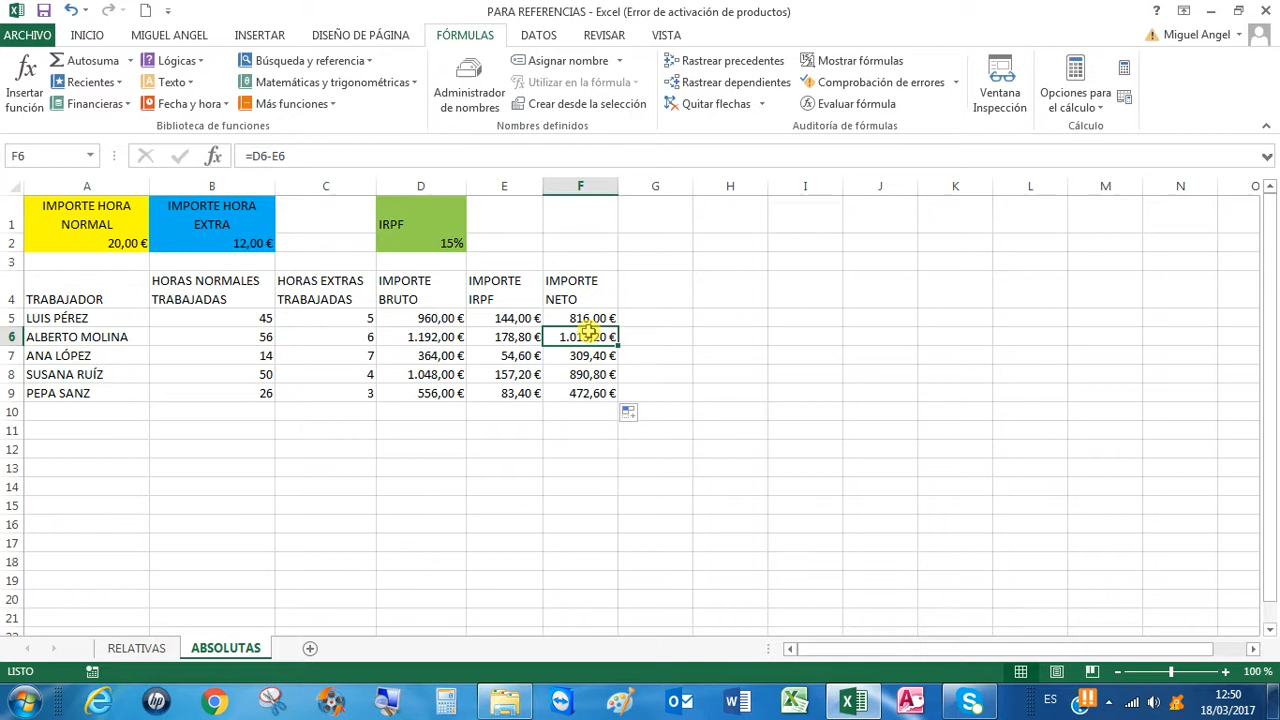 PARA REFERENCIAS - Excel (Error de activación de productos)
ARCHIVO INICIO MIGUEL ANGEL INSERTAR DISEÑO DE PÁGINA FÓRMULAS DATOS REVISAR VISTA Miguel Angel
Insertar función
Autosuma
Recientes
Financieras
Lógicas
Texto
Fecha y hora
Búsqueda y referencia
Matemáticas y trigonométricas
Más funciones
Biblioteca de funciones
Administrador de nombres
Asignar nombre
Utilizar en la fórmula
Crear desde la selección
Nombres definidos
Rastrear precedentes
Rastrear dependientes
Quitar flechas
Mostrar fórmulas
Comprobación de errores
Evaluar fórmula
Auditoría de fórmulas
Ventana Inspección
Opciones para el cálculo
Cálculo
F6 fx =D6-E6
A B C D E F G H I J K L M N O
1 IMPORTE HORA NORMAL IMPORTE HORA EXTRA IRPF
2 20,00 € 12,00 € 15%
3
4 TRABAJADOR HORAS NORMALES TRABAJADAS HORAS EXTRAS TRABAJADAS IMPORTE BRUTO IMPORTE IRPF IMPORTE NETO
5 LUIS PÉREZ 45 5 960,00 € 144,00 € 816,00 €
6 ALBERTO MOLINA 56 6 1.192,00 € 178,80 € 
7 ANA LÓPEZ 14 7 364,00 € 54,60 € 309,40 €
8 SUSANA RUÍZ 50 4 1.048,00 € 157,20 € 890,80 €
9 PEPA SANZ 26 3 556,00 € 83,40 € 472,60 €
10
11
12
13
14
15
16
17
18
19
20
21
RELATIVAS ABSOLUTAS
LISTO 100 %
ES 12:50
18/03/2017